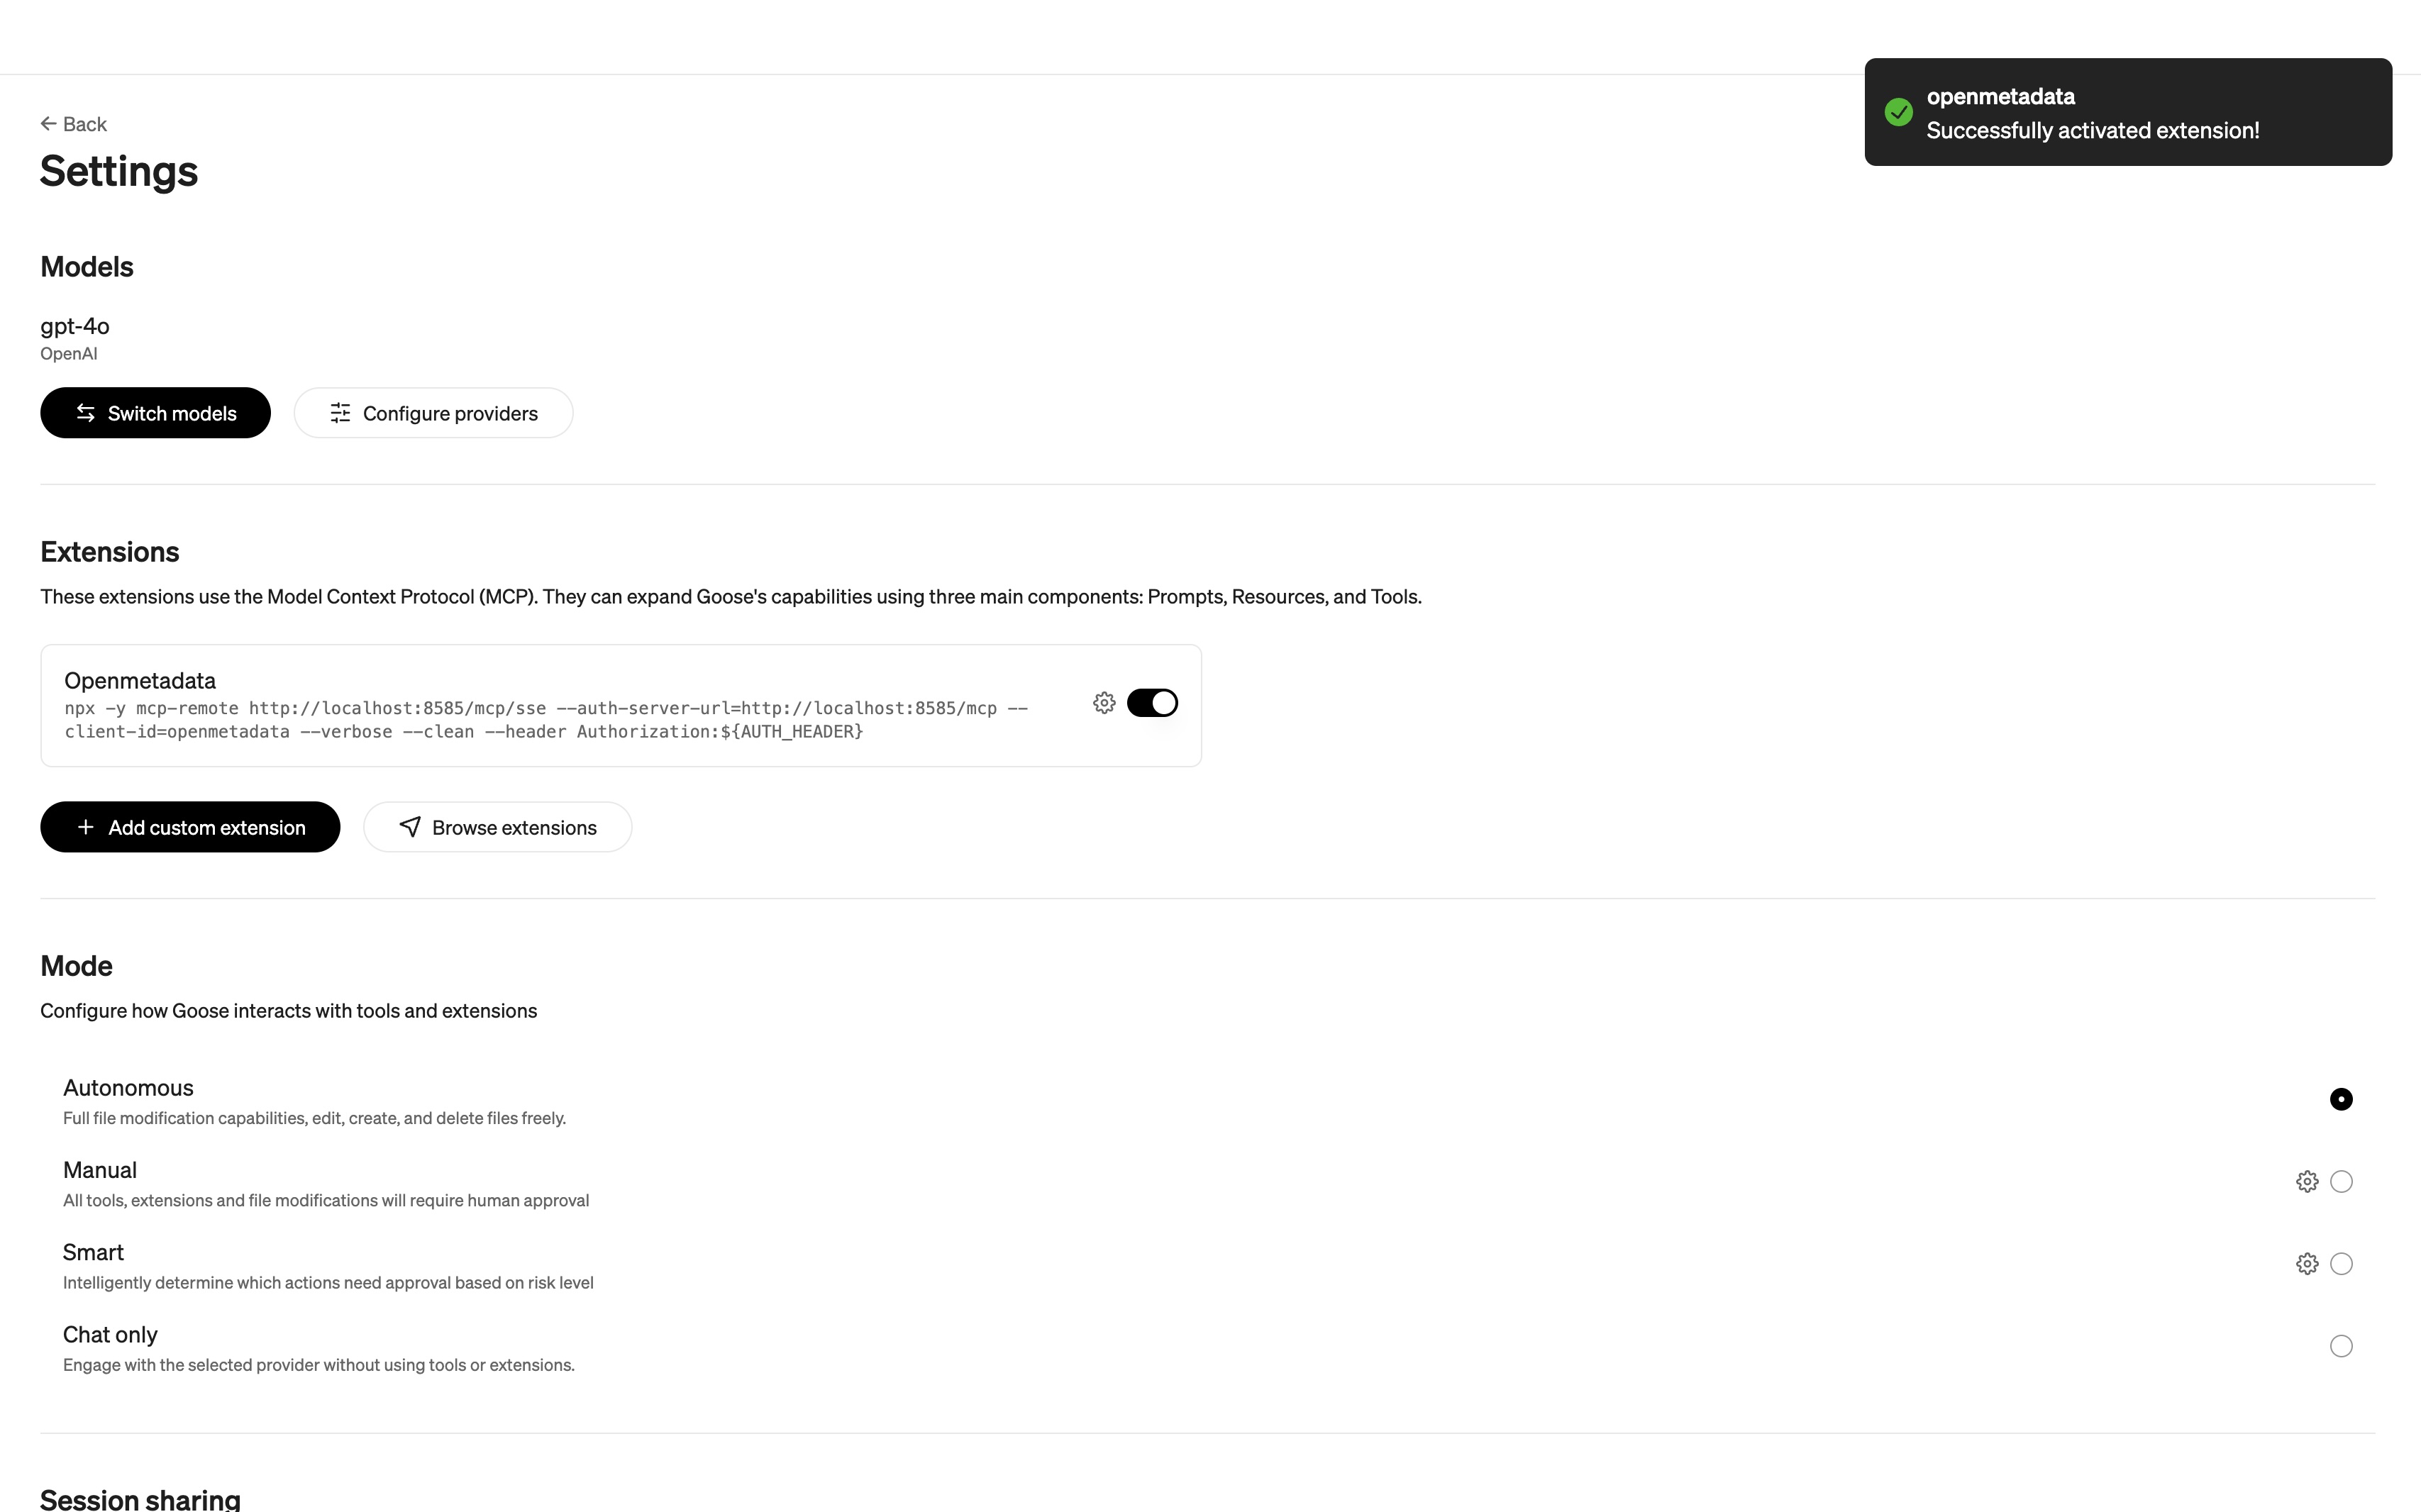 openmetadata
Successfully activated extension!
Back
Settings
Models
gpt-4o
OpenAI
Switch models
Configure providers
Extensions
These extensions use the Model Context Protocol (MCP). They can expand Goose's capabilities using three main components: Prompts, Resources, and Tools.
Openmetadata
npx -y mcp-remote http://localhost:8585/mcp/sse --auth-server-url=http://localhost:8585/mcp --
client-id=openmetadata --verbose --clean --header Authorization:${AUTH_HEADER}
Add custom extension
Browse extensions
Mode
Configure how Goose interacts with tools and extensions
Autonomous
Full file modification capabilities, edit, create, and delete files freely.
Manual
All tools, extensions and file modifications will require human approval
Smart
Intelligently determine which actions need approval based on risk level
Chat only
Engage with the selected provider without using tools or extensions.
Session sharing